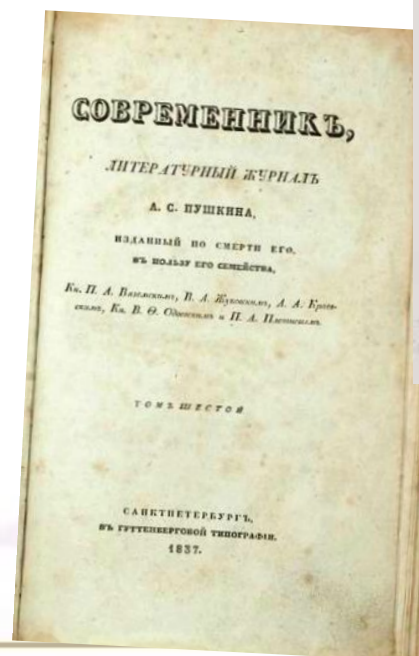 СОВРЕМЕННИКЪ,
ЛИТЕРАТУРНЫЙ ЖУРНАЛЪ
А. С. ПУШКИНА,
ИЗДАННЫЙ ПО СМЕРТИ ЕГО,
ВЪ ПОЛЬЗУ ЕГО СЕМЕЙСТВА,
Кн. П. А. Вяземскимъ, В. А. Жуковскимъ, А. А. Краев-
скимъ, Кн. В. Ѳ. Одоевскимъ и П. А. Плетневымъ.
ТОМЪ ШЕСТОЙ
САНКТПЕТЕРБУРГЪ,
ВЪ ГУТТЕНБЕРГОВОЙ ТИПОГРАФІИ.
1837.